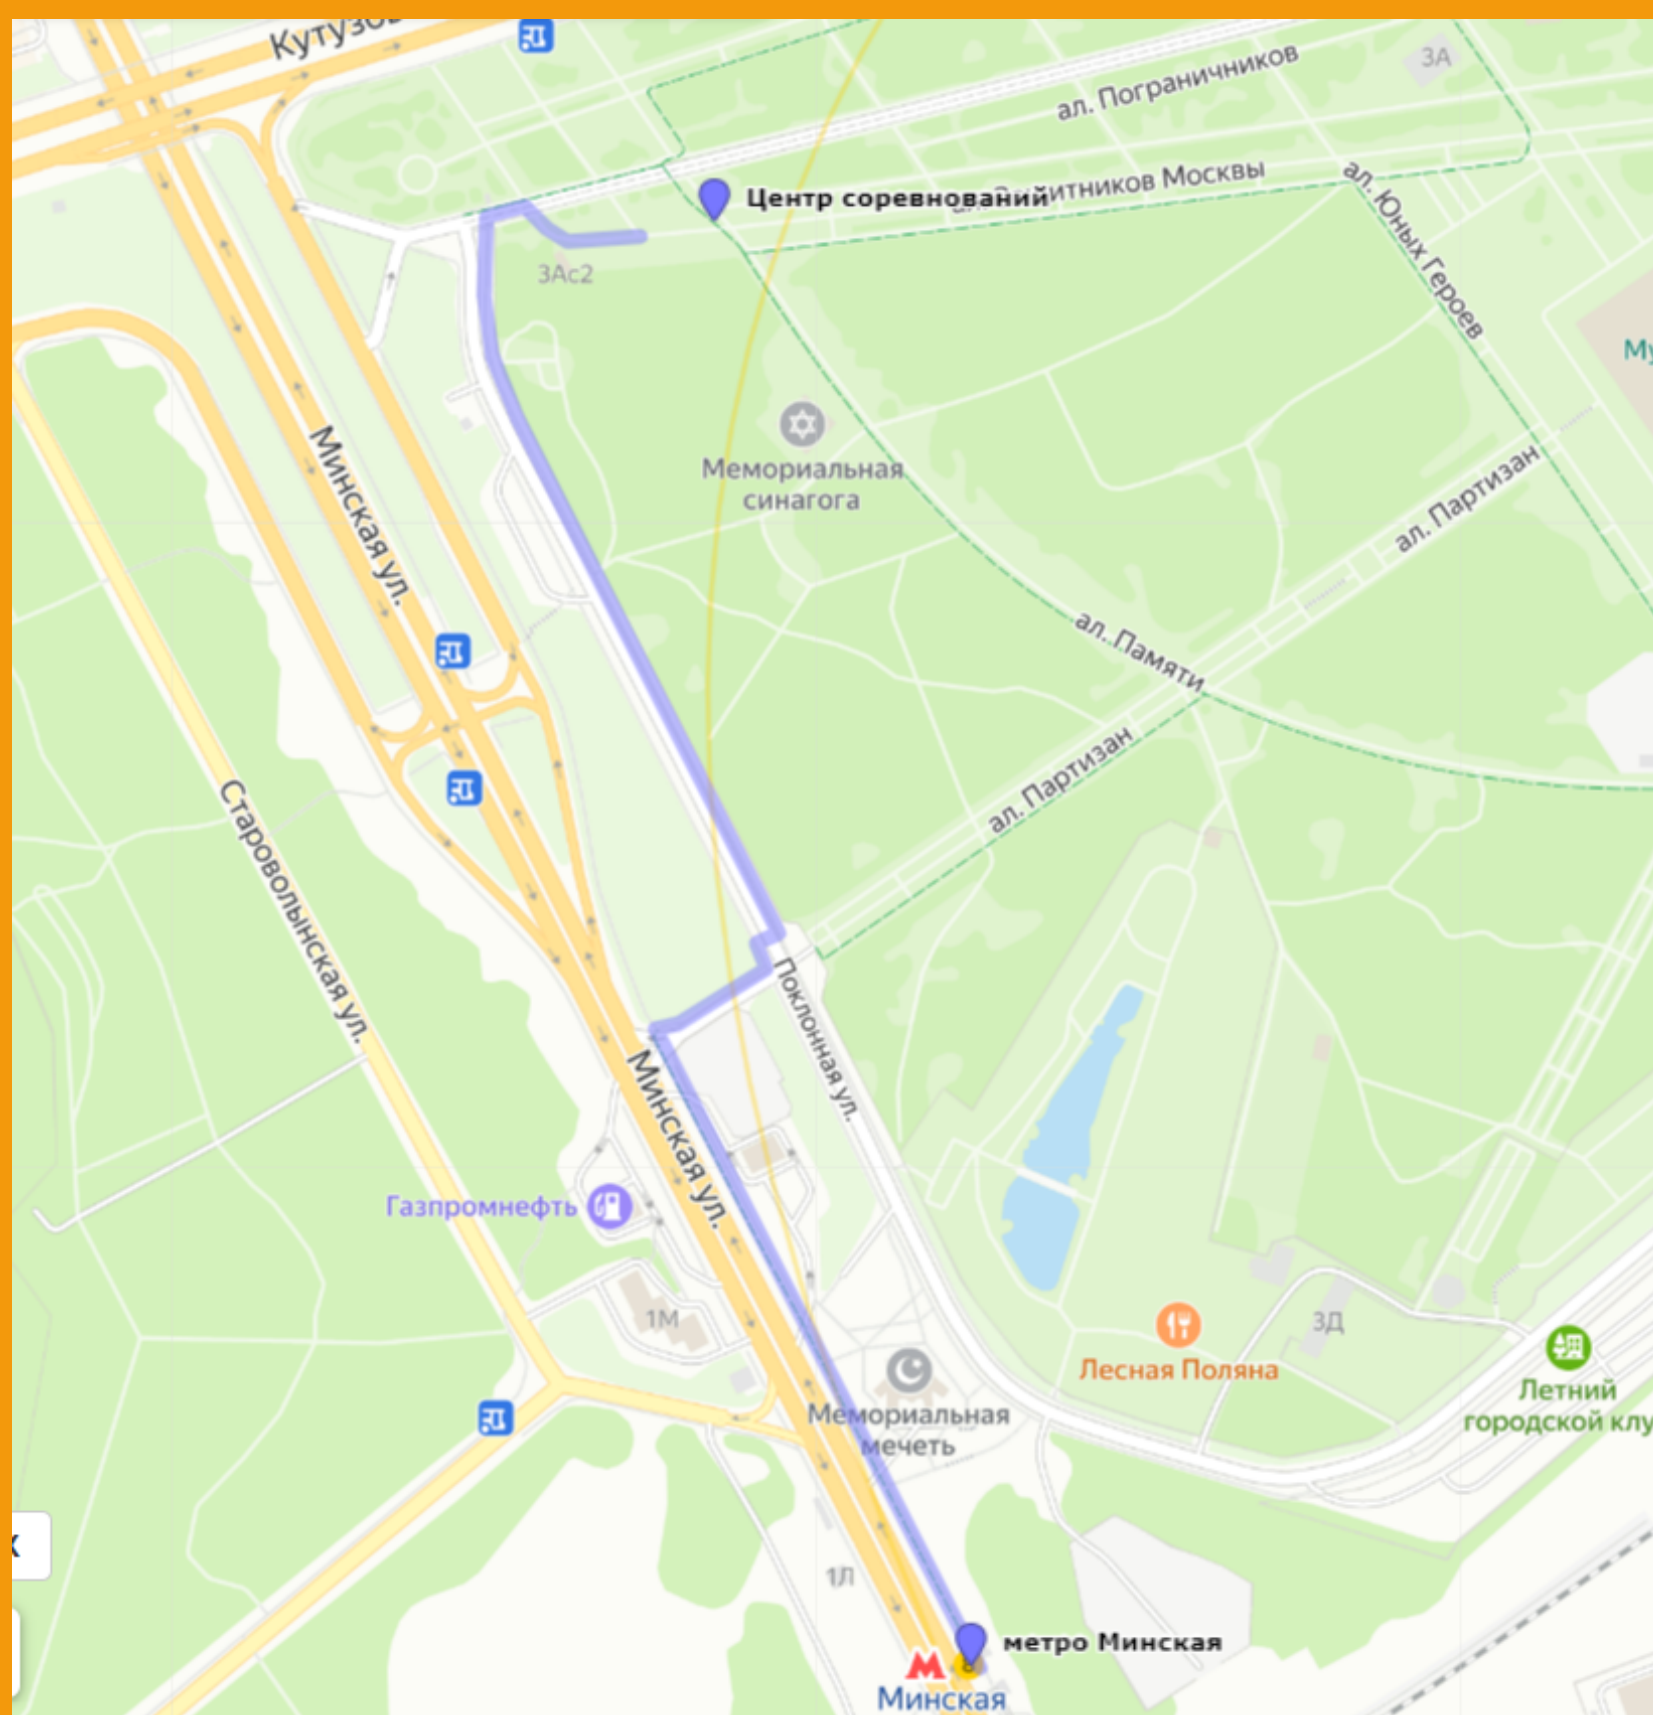 Кутузо
3А
ал. Пограничников
Центр соревнований
итников Москвы
ал. Юных Героев
3Ас2
Му
Мемориальная
синагога
Минская ул.
ал. Партизан
ал. Памяти
ал. Партизан
Старовольнская ул.
Поклонная ул.
Минская ул.
Газпромнефть
1М
3Д
Лесная Поляна
Летний
городской клу
Мемориальная
мечеть
1Л
метро Минская
Минская